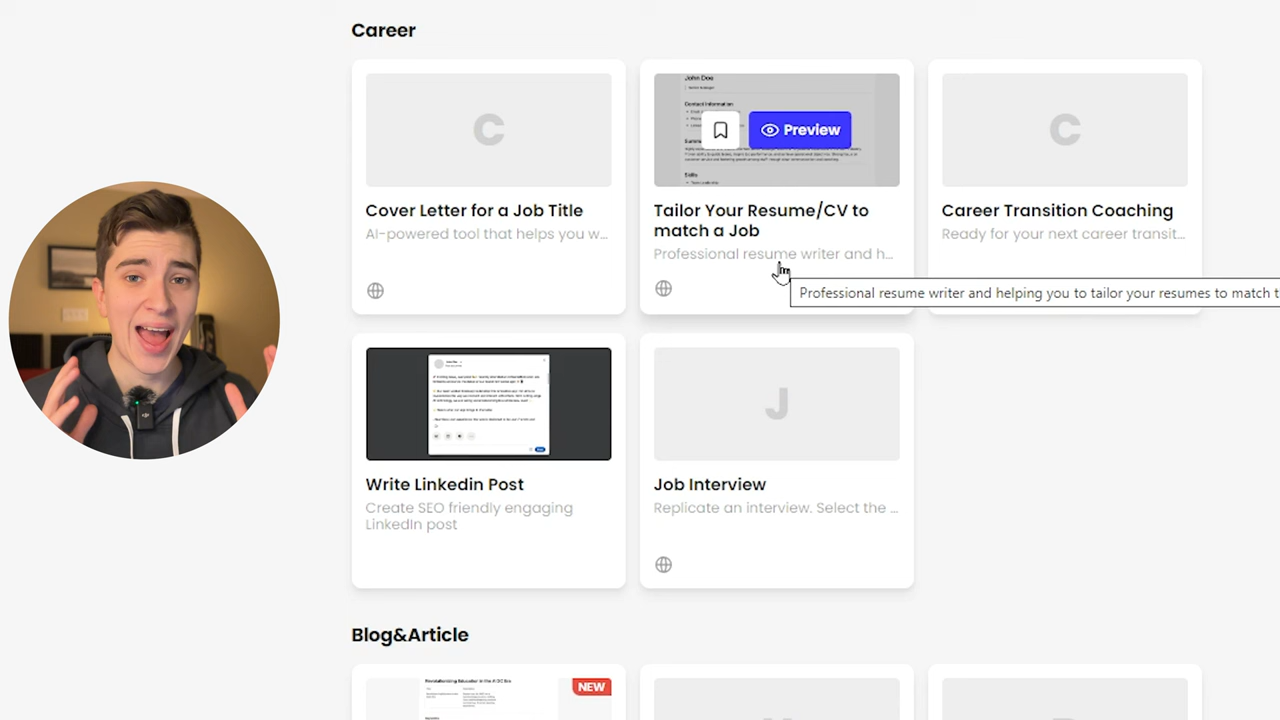 Career
C
John Doe
Contact Information
Preview
Skills
C
Cover Letter for a Job Title
AI-powered tool that helps you w...
Tailor Your Resume/CV to
match a Job
Professional resume writer and h...
Career Transition Coaching
Ready for your next career transit...
Professional resume writer and helping you to tailor your resumes to match t
J
Write Linkedin Post
Create SEO friendly engaging
LinkedIn post
Job Interview
Replicate an interview. Select the ...
Blog&Article
NEW